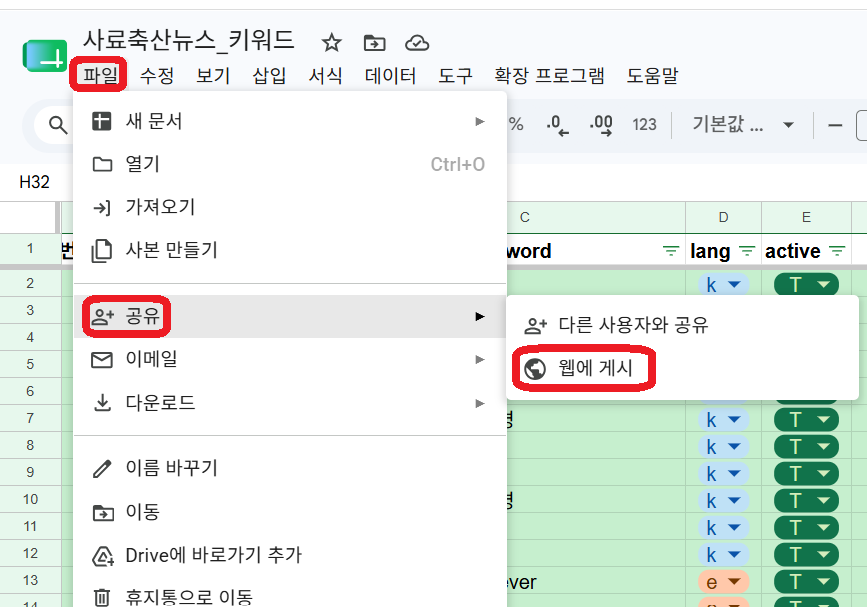 사료축산뉴스_키워드
파일 수정 보기 삽입 서식 데이터 도구 확장 프로그램 도움말
새 문서
% .0 .00 123 기본값 ...
열기 Ctrl+O
H32
가져오기
C D E
사본 만들기
1 번 word lang active
2 k T
공유
3
다른 사용자와 공유
4
이메일
5
웹에 게시
6
다운로드
7 k T
8 k T
이름 바꾸기
9 k T
10 k T
이동
11 k T
12 k T
Drive에 바로가기 추가
13 ever e T
휴지통으로 이동
14